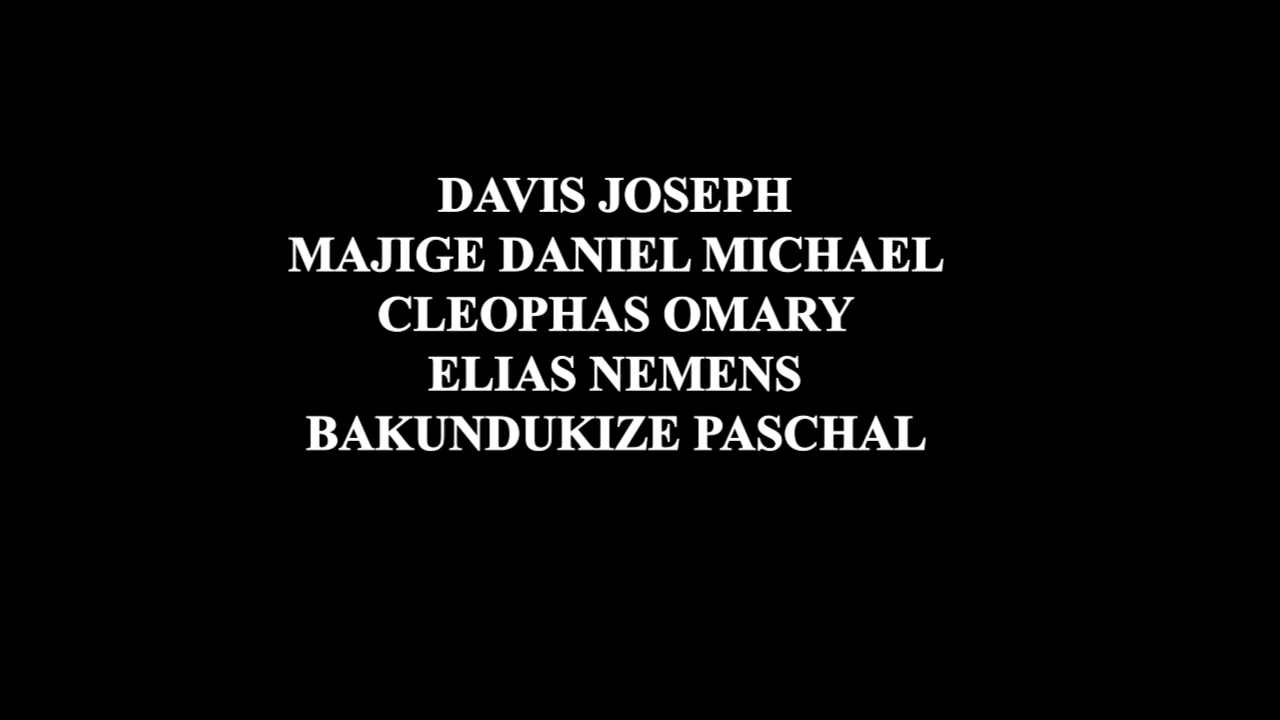 DAVIS JOSEPH
MAJIGE DANIEL MICHAEL
CLEOPHAS OMARY
ELIAS NEMENS
BAKUNDUKIZE PASCHAL